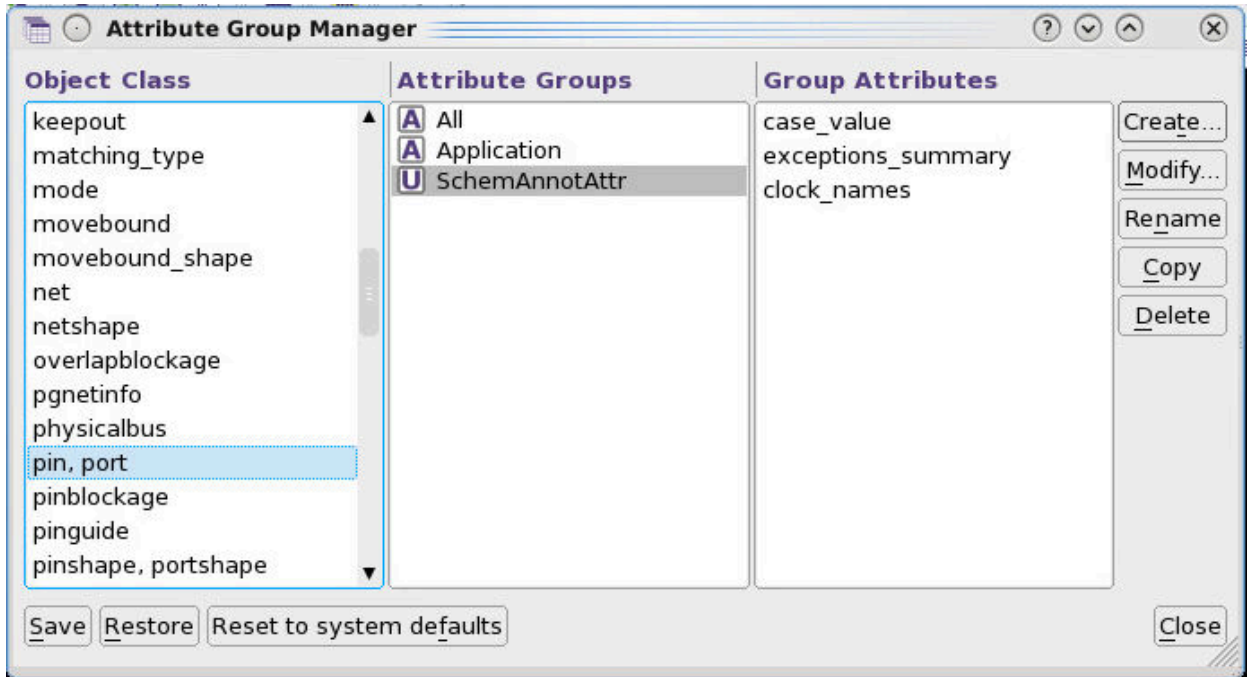 Attribute Group Manager
Object Class
keepout
matching_type
mode
movebound
movebound_shape
net
netshape
overlapblockage
pgnetinfo
physicalbus
pin, port
pinblockage
pinguide
pinshape, portshape
Attribute Groups
A All
A Application
U SchemAnnotAttr
Group Attributes
case_value
exceptions_summary
clock_names
Create...
Modify...
Rename
Copy
Delete
Save Restore Reset to system defaults Close